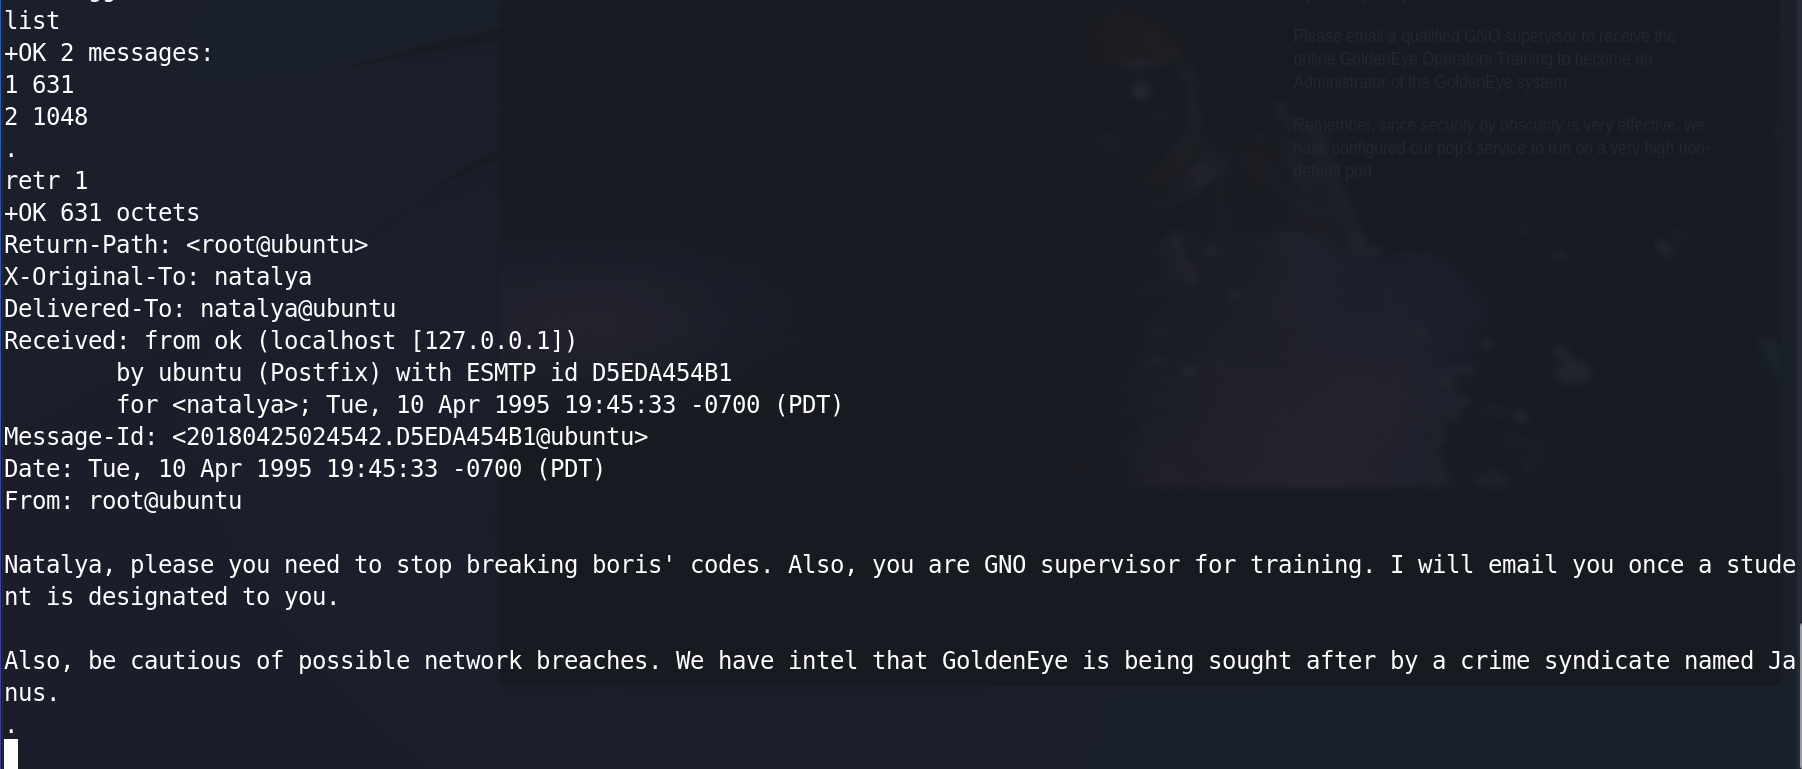 list
+OK 2 messages:
1 631
2 1048
.
retr 1
+OK 631 octets
Return-Path: <root@ubuntu>
X-Original-To: natalya
Delivered-To: natalya@ubuntu
Received: from ok (localhost [127.0.0.1])
        by ubuntu (Postfix) with ESMTP id D5EDA454B1
        for <natalya>; Tue, 10 Apr 1995 19:45:33 -0700 (PDT)
Message-Id: <20180425024542.D5EDA454B1@ubuntu>
Date: Tue, 10 Apr 1995 19:45:33 -0700 (PDT)
From: root@ubuntu

Natalya, please you need to stop breaking boris' codes. Also, you are GNO supervisor for training. I will email you once a stude
nt is designated to you.

Also, be cautious of possible network breaches. We have intel that GoldenEye is being sought after by a crime syndicate named Ja
nus.
.
Please email a qualified GNO supervisor to receive the
online GoldenEye Operators Training to become an
Administrator of the GoldenEye system
Remember, since security by obscurity is very effective, we
have configured our pop3 service to run on a very high non-
default port